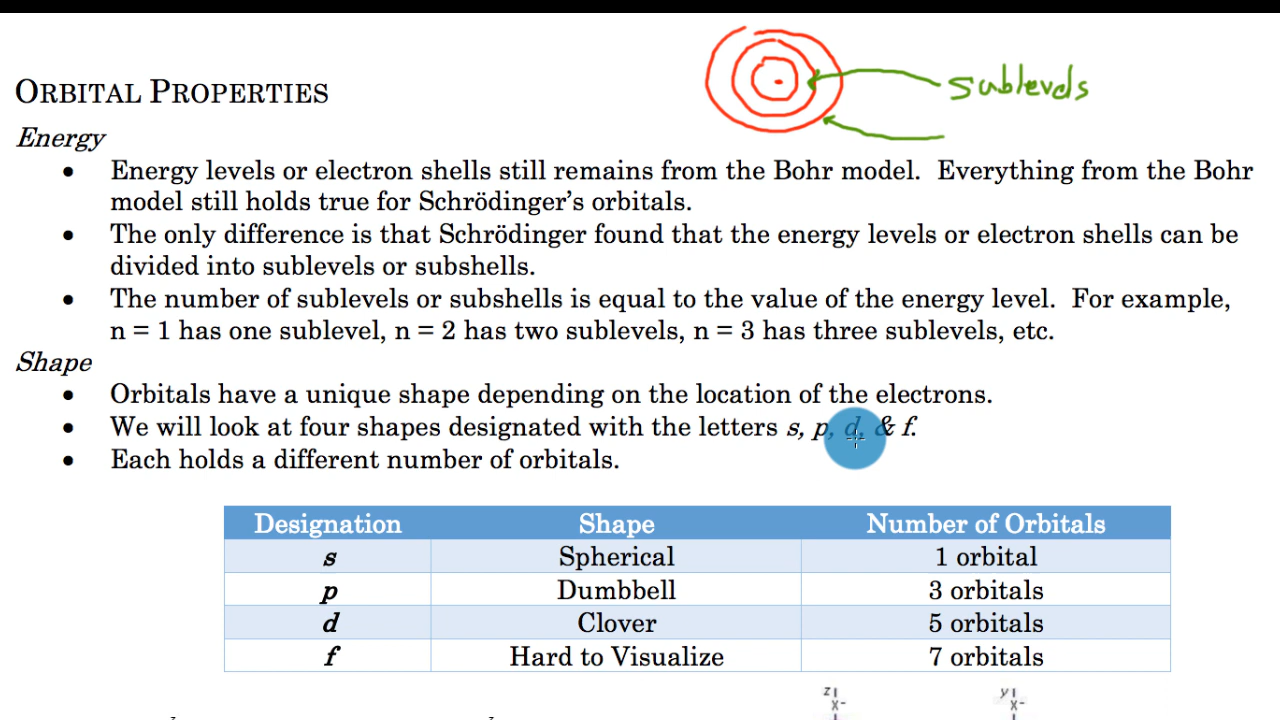 sublevels
ORBITAL PROPERTIES
Energy
• Energy levels or electron shells still remains from the Bohr model. Everything from the Bohr
model still holds true for Schrödinger's orbitals.
• The only difference is that Schrödinger found that the energy levels or electron shells can be
divided into sublevels or subshells.
• The number of sublevels or subshells is equal to the value of the energy level. For example,
n = 1 has one sublevel, n = 2 has two sublevels, n = 3 has three sublevels, etc.
Shape
• Orbitals have a unique shape depending on the location of the electrons.
• We will look at four shapes designated with the letters s, p, d, & f.
• Each holds a different number of orbitals.
Designation Shape Number of Orbitals
s Spherical 1 orbital
p Dumbbell 3 orbitals
d Clover 5 orbitals
f Hard to Visualize 7 orbitals
z y
x x